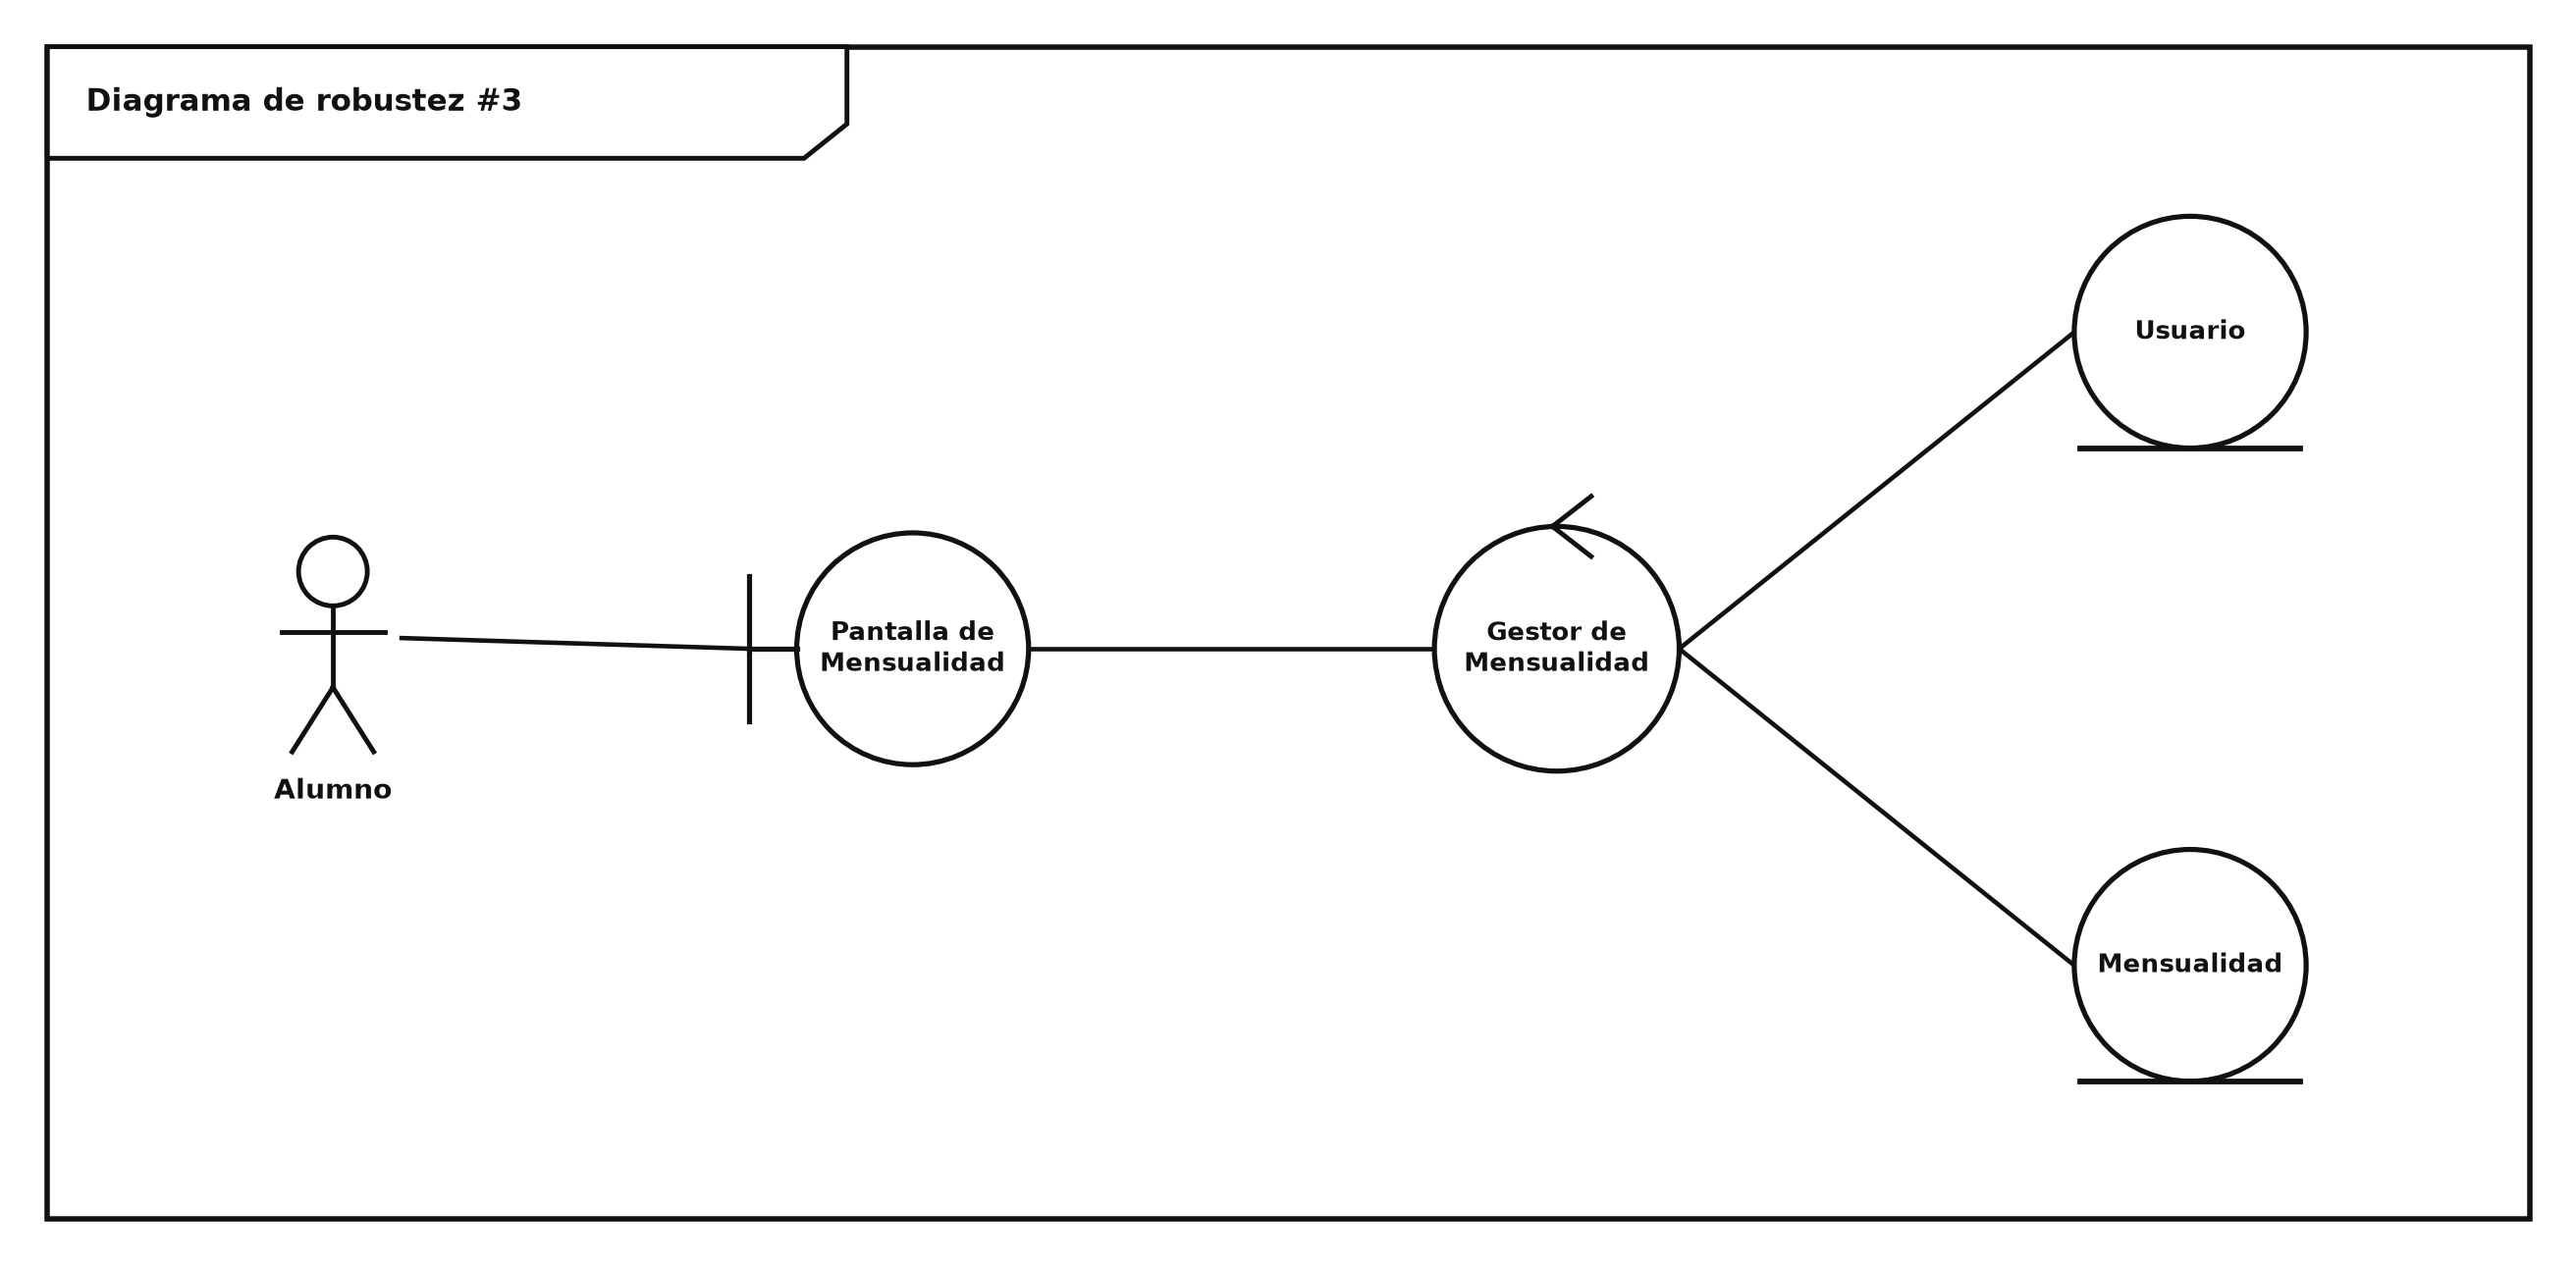 Diagrama de robustez #3
Usuario
Pantalla de
Mensualidad
Gestor de
Mensualidad
Alumno
Mensualidad